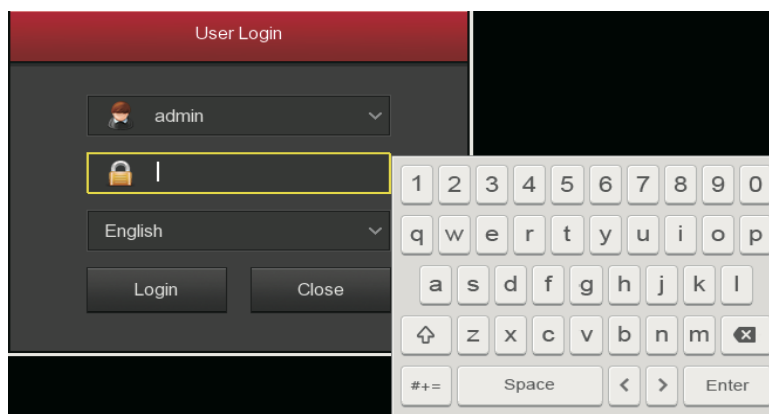 User Login
admin
English
Login Close
1 2 3 4 5 6 7 8 9 0
q w e r t y u i o p
a s d f g h j k l
z x c v b n m
#+= Space < > Enter